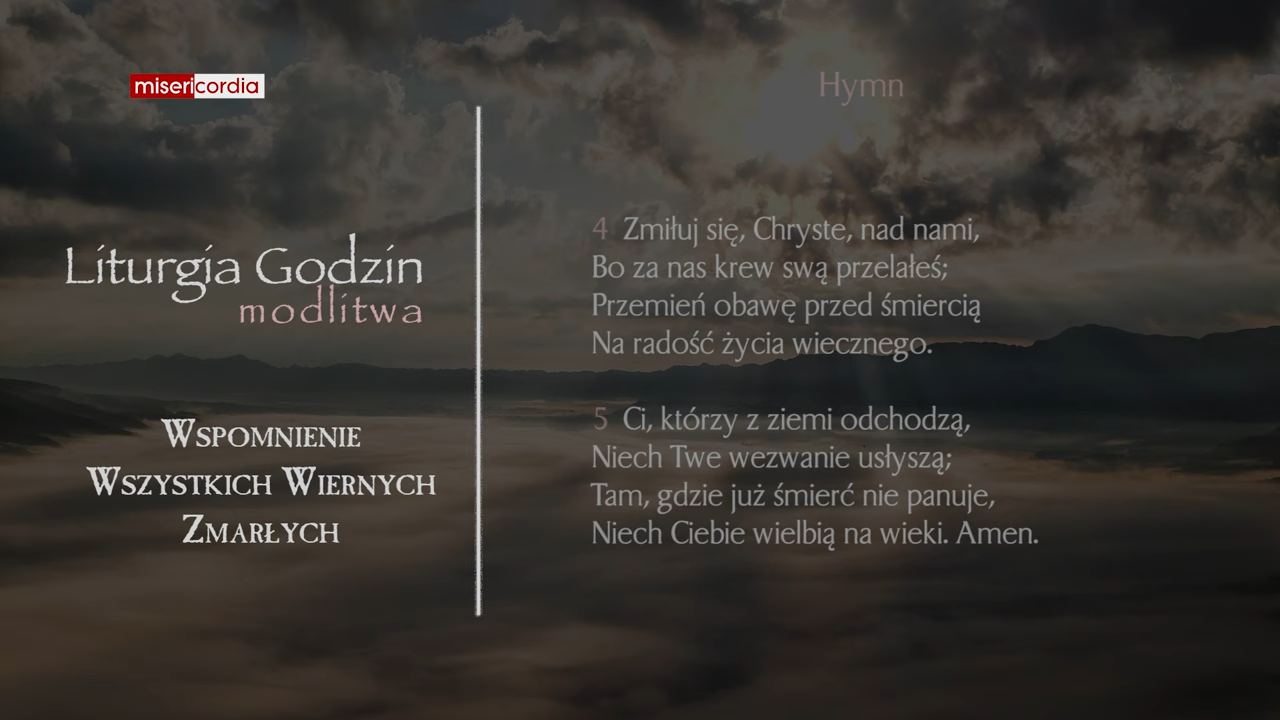 misericordia
Liturgia Godzin
modlitwa
Wspomnienie
Wszystkich Wiernych
Zmarłych
Hymn
4 Zmiłuj się, Chryste, nad nami,
Bo za nas krew swą przelałeś;
Przemień obawę przed śmiercią
Na radość życia wiecznego.
5 Ci, którzy z ziemi odchodzą,
Niech Twe wezwanie usłyszą;
Tam, gdzie już śmierć nie panuje,
Niech Ciebie wielbią na wieki. Amen.